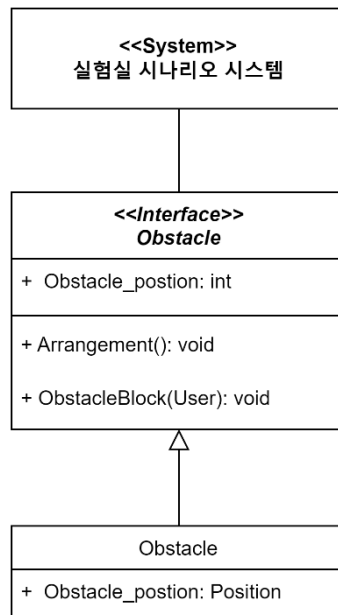 <<System>>
실험실 시나리오 시스템
<<Interface>>
Obstacle
+ Obstacle_postion: int
+ Arrangement(): void
+ ObstacleBlock(User): void
Obstacle
+ Obstacle_postion: Position